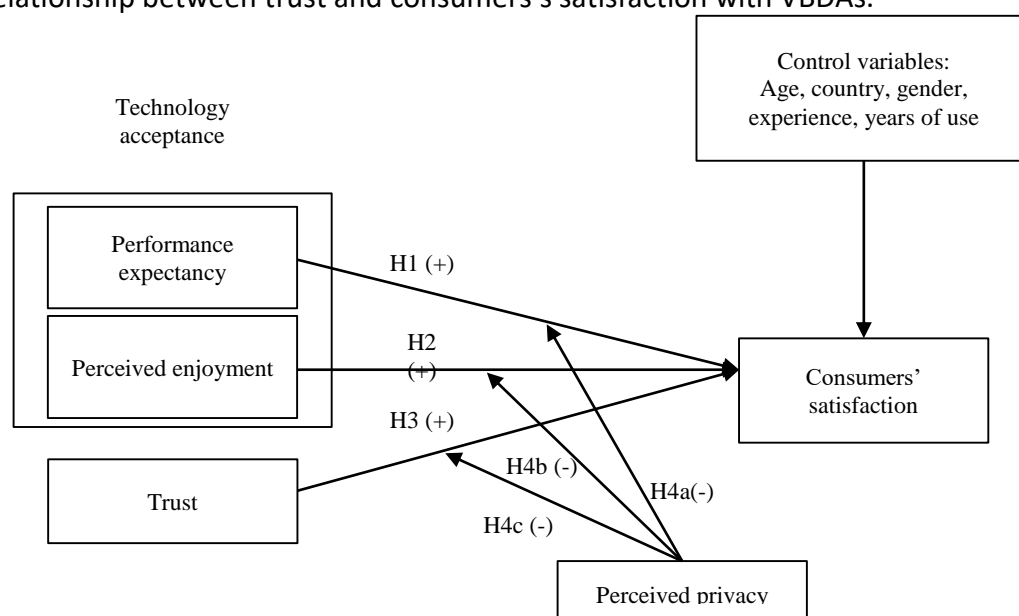 elationship between trust and consumers's satisfaction with VBDAs.
Control variables:
Age, country, gender,
experience, years of use
Technology
acceptance
Performance
expectancy
H1 (+)
Perceived enjoyment
H2
(+)
Consumers’
satisfaction
H3 (+)
Trust
H4b (-)
H4a(-)
H4c (-)
Perceived privacy